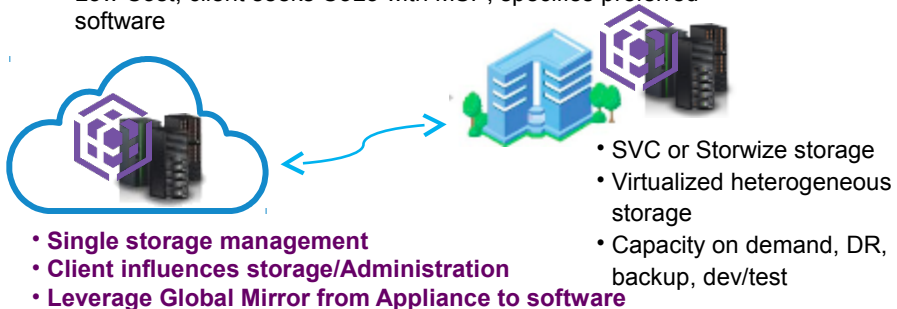 software
• SVC or Storwize storage
• Virtualized heterogeneous
storage
• Capacity on demand, DR,
backup, dev/test
• Single storage management
• Client influences storage/Administration
• Leverage Global Mirror from Appliance to software